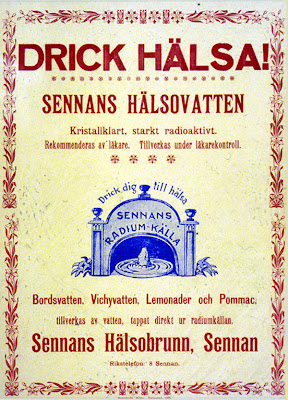 DRICK HÄLSA!
SENNANS HÄLSOVATTEN
Kristallklart, starkt radioaktivt.
Rekommenderas av läkare. Tillverkas under läkarekontroll.
Drick dig till hälsa
SENNANS
RADIUM-KÄLLA
Bordsvatten, Vichyvatten, Lemonader och Pommac,
tillverkas av vatten, tappat direkt ur radiumkällan.
Sennans Hälsobrunn, Sennan
Rikstelefon 8 Sennan.